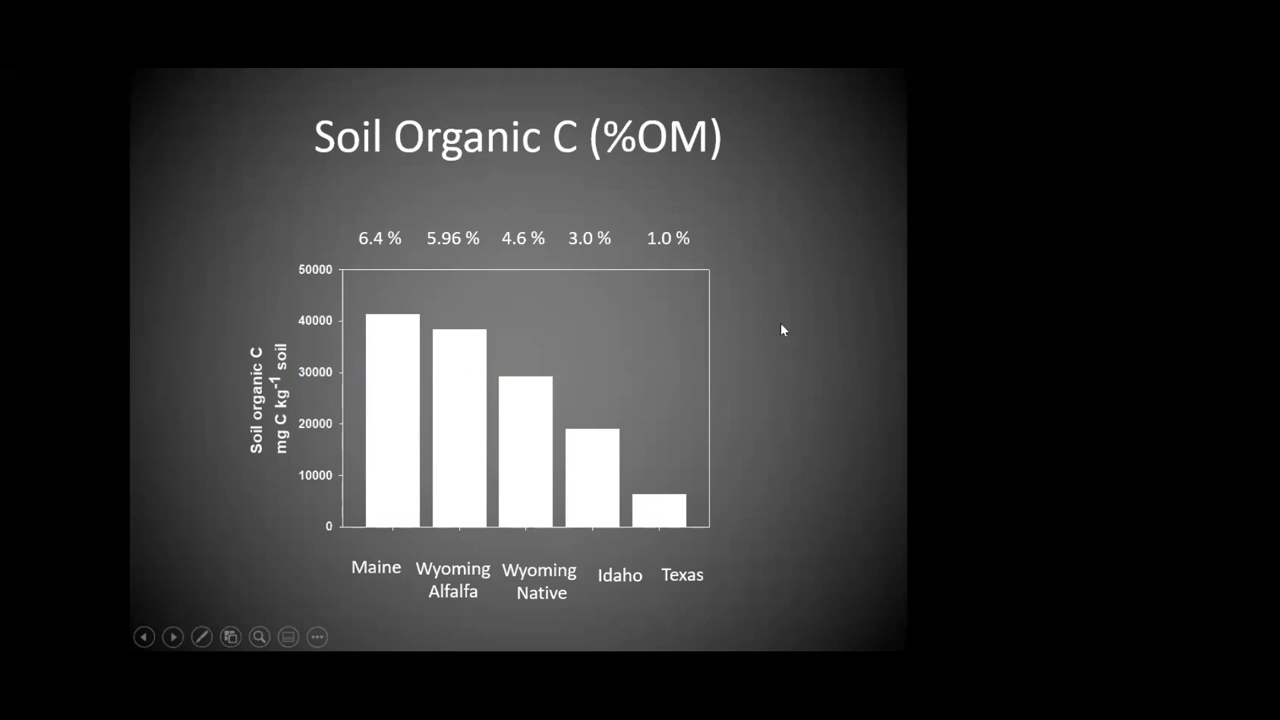 Soil Organic C (%OM)
6.4 % 5.96 % 4.6 % 3.0 % 1.0 %
50000
40000
30000
20000
10000
0
Soil organic C
mg C kg-1 soil
Maine Wyoming Wyoming Idaho Texas
Alfalfa Native